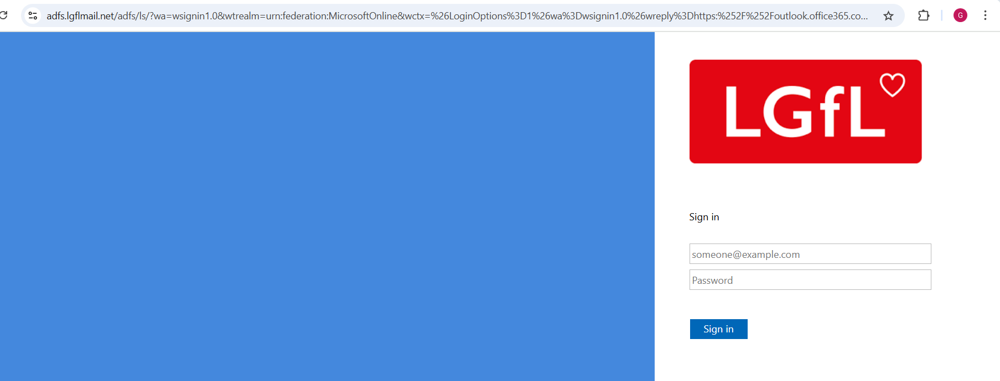 adfs.lgflmail.net/adfs/ls/?wa=wsignin1.0&wtrealm=urn:federation:MicrosoftOnline&wctx=%26LoginOptions%3D1%26wa%3Dwsignin1.0%26wreply%3Dhttps:%252F%252Foutlook.office365.co...
G
LGfL
Sign in
someone@example.com
Password
Sign in